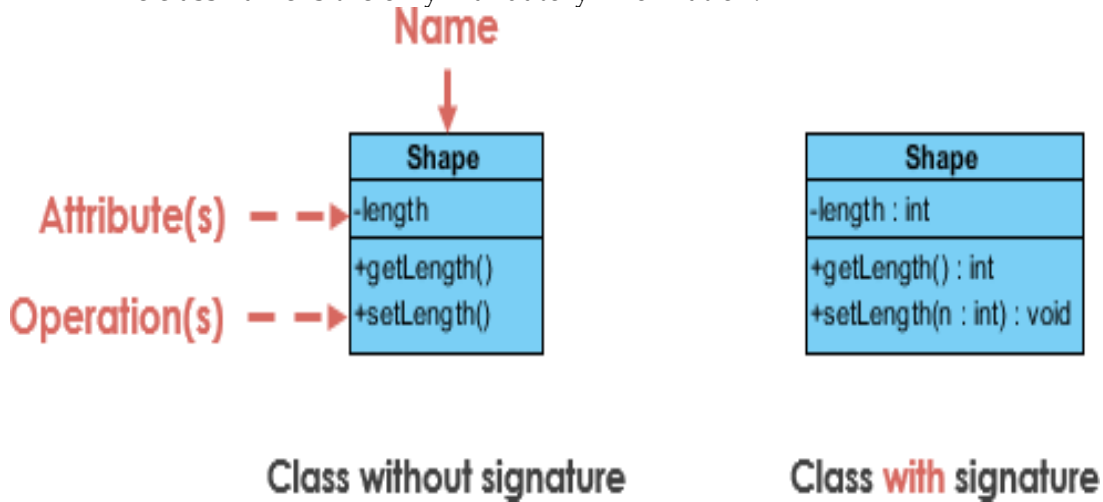 Name
Shape
Attribute(s)
-length
+getLength()
Operation(s)
+setLength()
Class without signature
Shape
-length : int
+getLength() : int
+setLength(n : int) : void
Class with signature